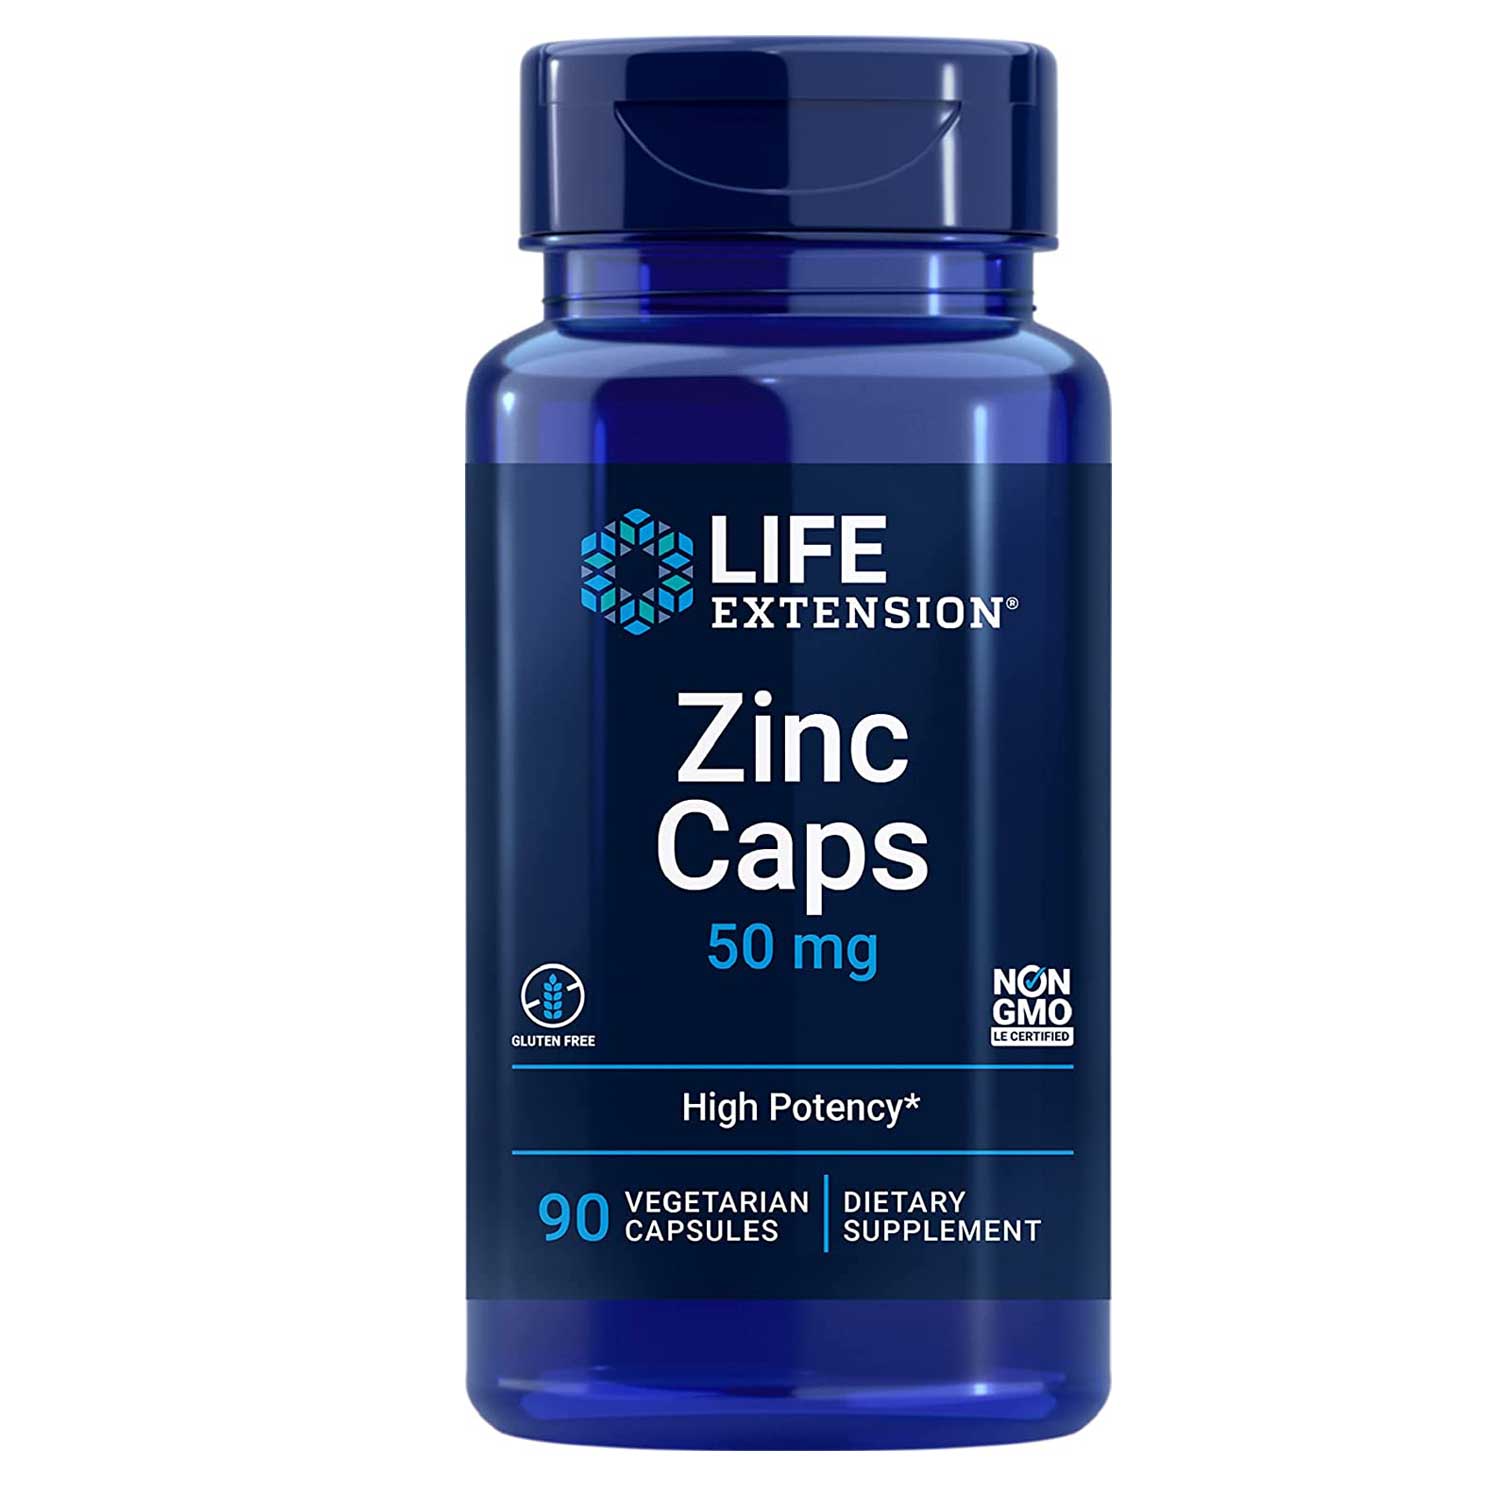 LIFE
EXTENSION®
Zinc
Caps
50 mg
GLUTEN FREE
NON
GMO
LE CERTIFIED
High Potency*
90 VEGETARIAN CAPSULES
DIETARY SUPPLEMENT